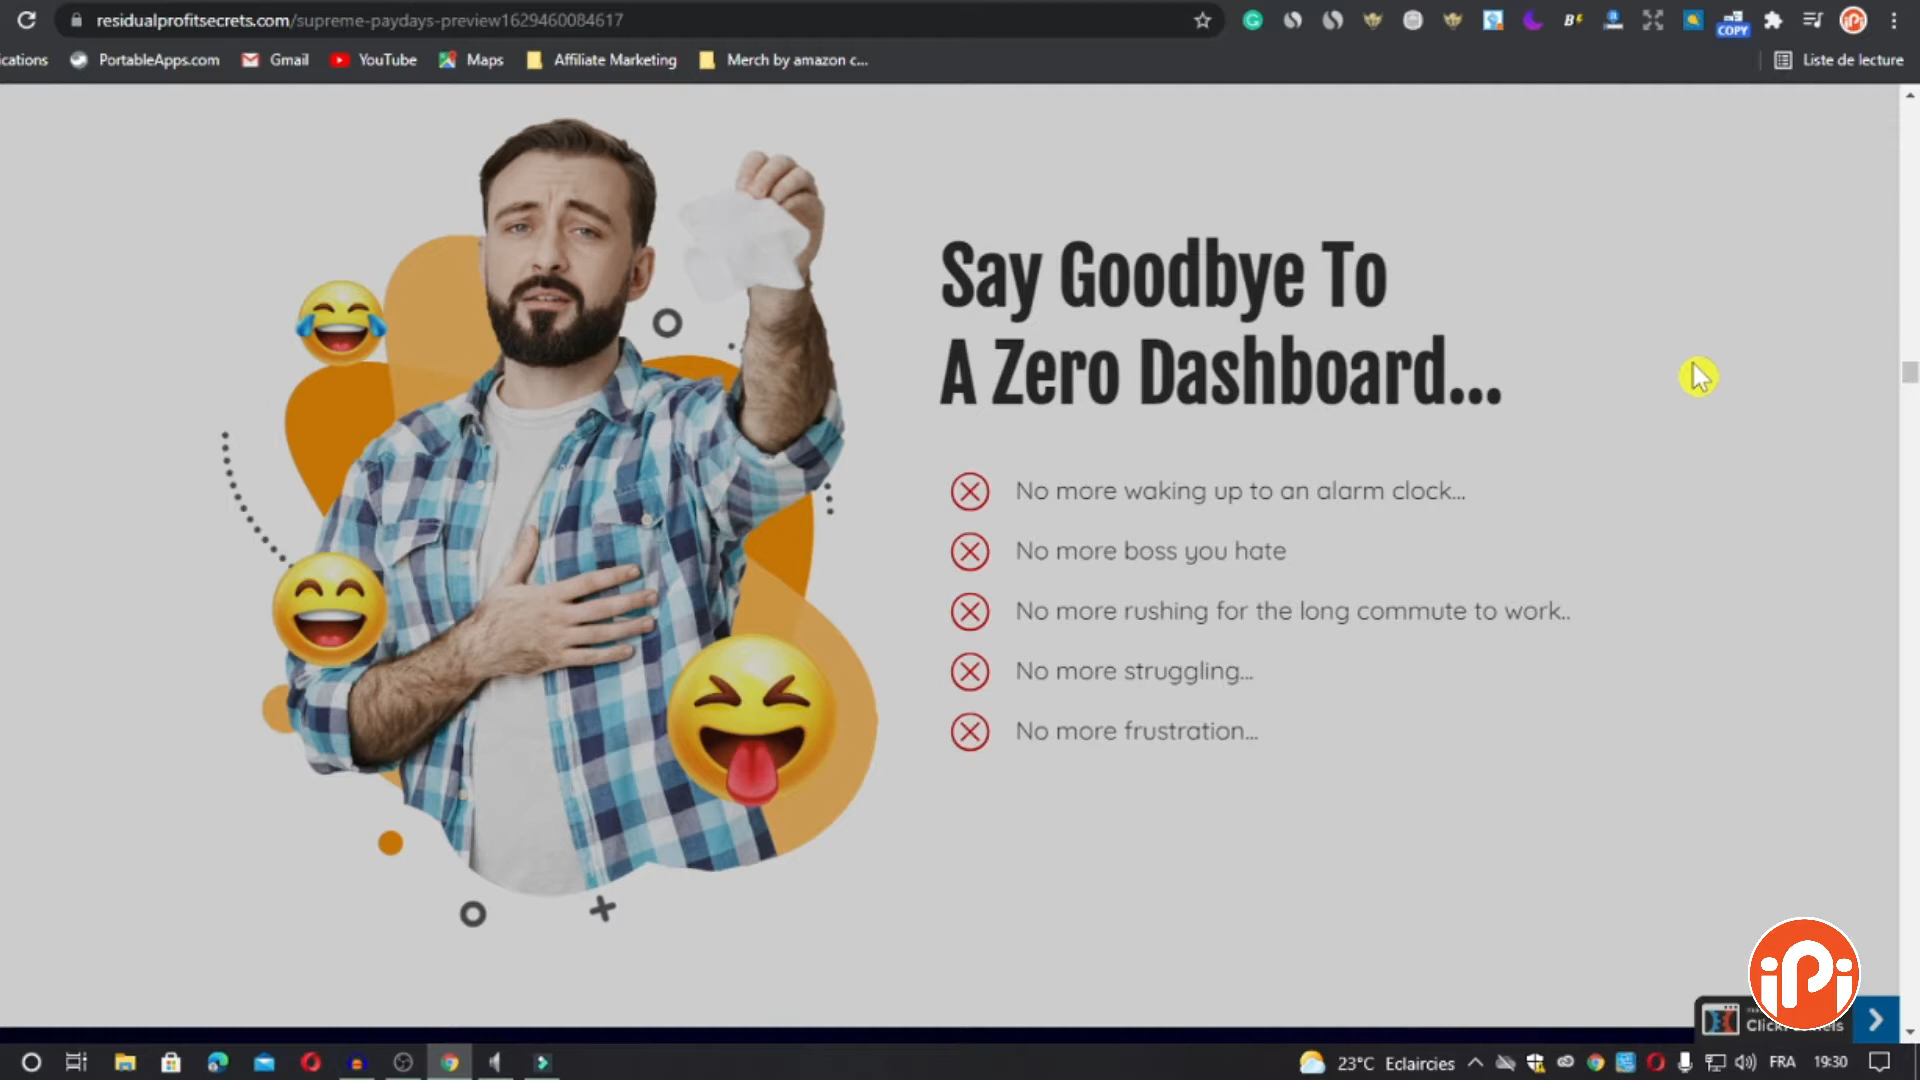 residualprofitsecrets.com/supreme-paydays-preview1629460084617
COPY
ications
PortableApps.com
Gmail
YouTube
Maps
Affiliate Marketing
Merch by amazon c...
Liste de lecture
Say Goodbye To
A Zero Dashboard...
No more waking up to an alarm clock...
No more boss you hate
No more rushing for the long commute to work..
No more struggling...
No more frustration...
iPi
23°C Eclaircies
FRA
19:30